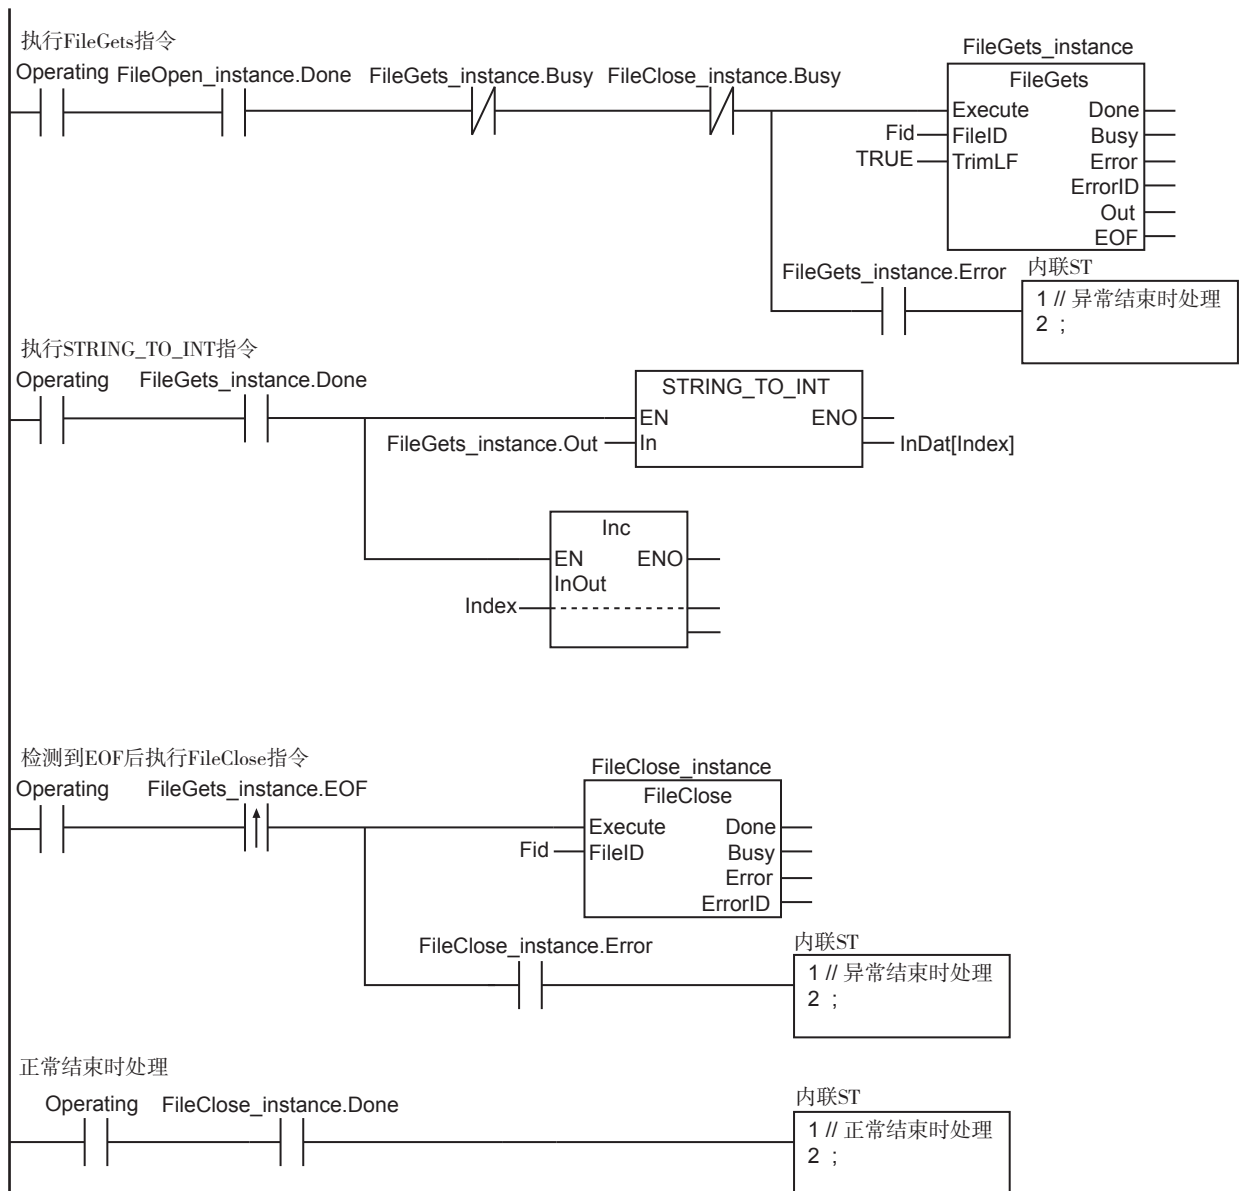 执行FileGets指令
Operating FileOpen_instance.Done FileGets_instance.Busy FileClose_instance.Busy
FileGets_instance
FileGets
Execute Done
Fid FileID Busy
TRUE TrimLF Error
ErrorID
Out
EOF
FileGets_instance.Error
内联ST
1 // 异常结束时处理
2 ;
执行STRING_TO_INT指令
Operating FileGets_instance.Done
STRING_TO_INT
EN ENO
FileGets_instance.Out In InDat[Index]
Inc
EN ENO
InOut
Index
检测到EOF后执行FileClose指令
Operating FileGets_instance.EOF
FileClose_instance
FileClose
Execute Done
Fid FileID Busy
Error
ErrorID
FileClose_instance.Error
内联ST
1 // 异常结束时处理
2 ;
正常结束时处理
Operating FileClose_instance.Done
内联ST
1 // 正常结束时处理
2 ;